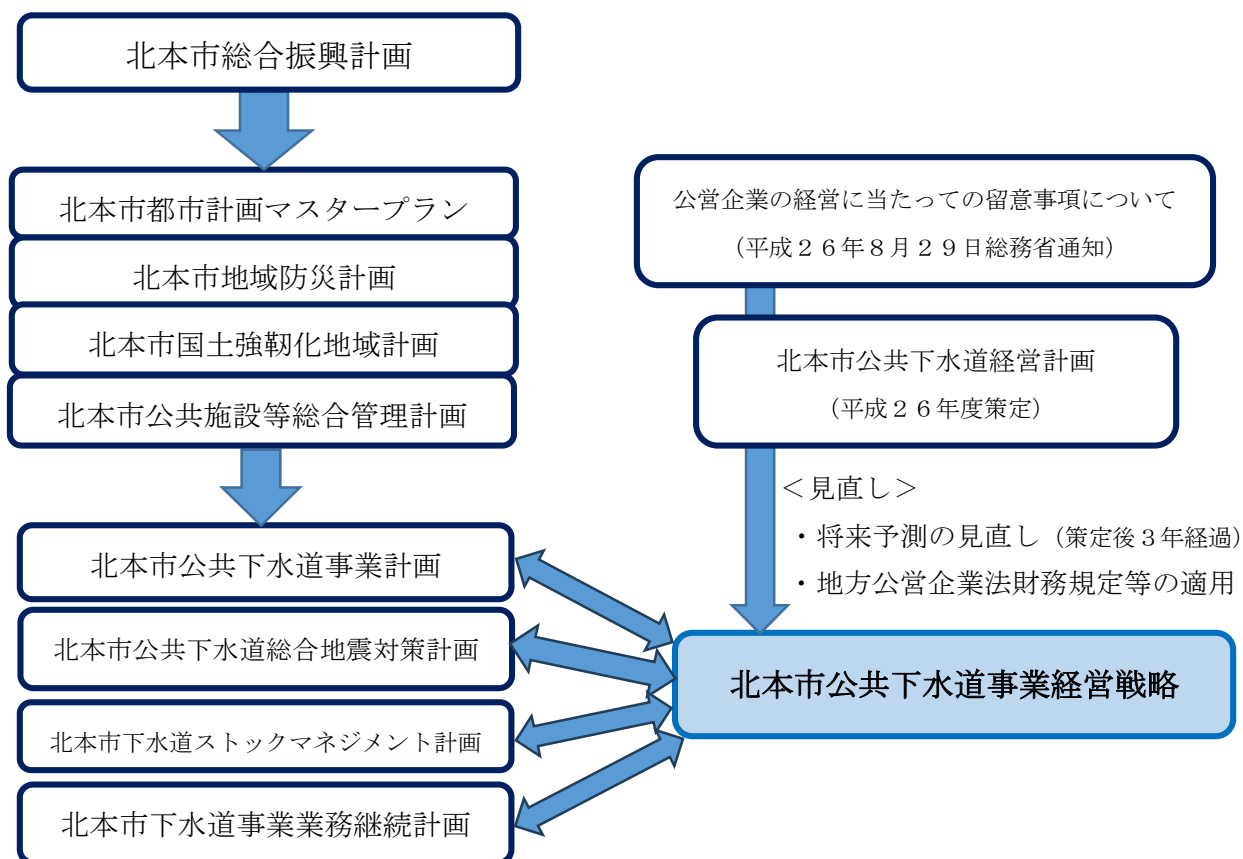 北本市総合振興計画
北本市都市計画マスタープラン
北本市地域防災計画
北本市国土強靱化地域計画
北本市公共施設等総合管理計画
北本市公共下水道事業計画
北本市公共下水道総合地震対策計画
北本市下水道ストックマネジメント計画
北本市下水道事業業務継続計画
公営企業の経営に当たっての留意事項について
（平成２６年８月２９日総務省通知）
北本市公共下水道経営計画
（平成２６年度策定）
＜見直し＞
・将来予測の見直し（策定後３年経過）
・地方公営企業法財務規定等の適用
北本市公共下水道事業経営戦略